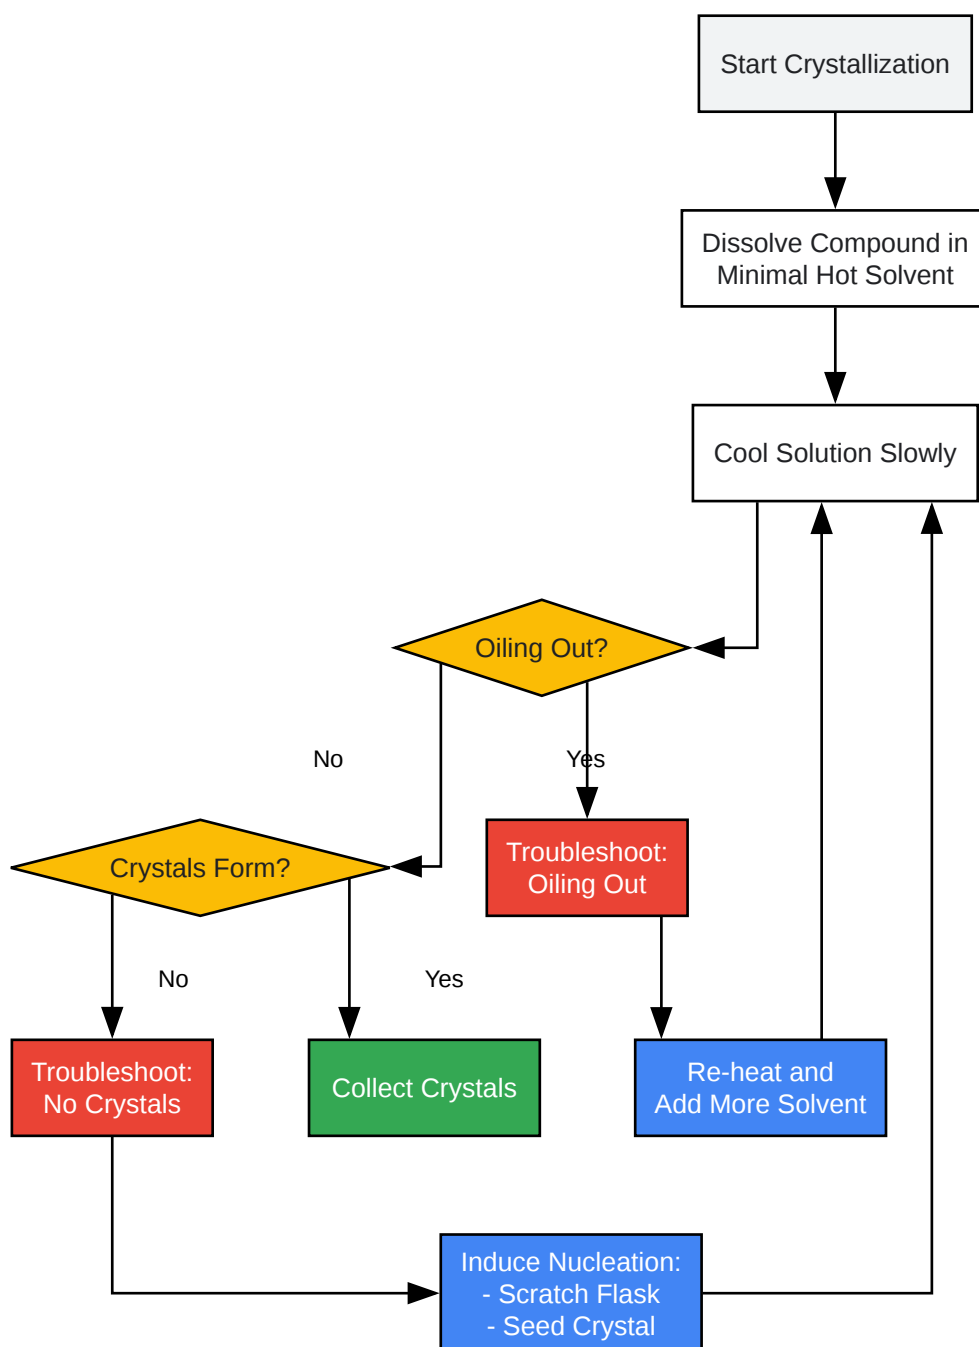 Start Crystallization
Dissolve Compound in
Minimal Hot Solvent
Cool Solution Slowly
Oiling Out?
No
Yes
Crystals Form?
Troubleshoot:
Oiling Out
No
Yes
Troubleshoot:
No Crystals
Collect Crystals
Re-heat and
Add More Solvent
Induce Nucleation:
- Scratch Flask
- Seed Crystal